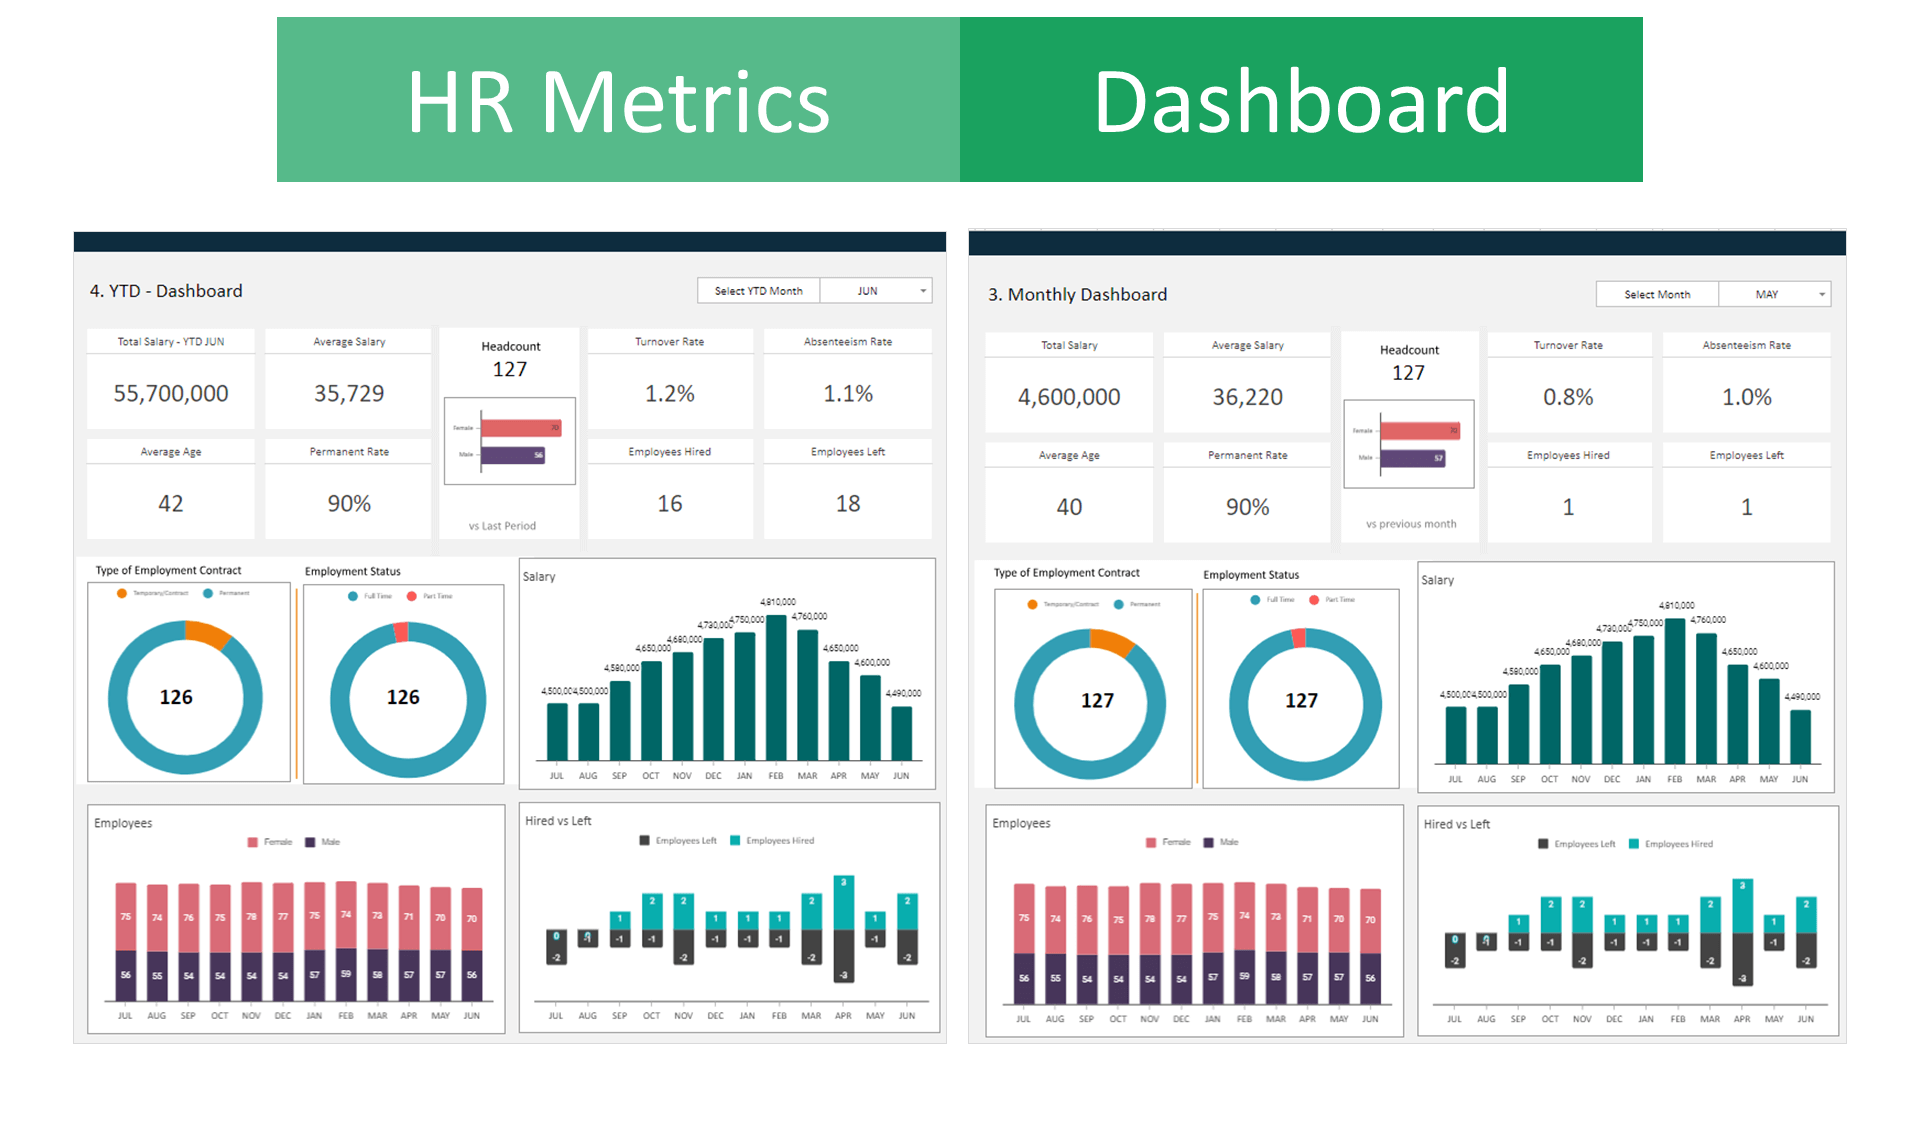 HR Metrics Dashboard
4. YTD - Dashboard
Select YTD Month JUN
Total Salary - YTD JUN
55,700,000
Average Salary
35,729
Headcount
127
Female 70
Male 56
vs Last Period
Turnover Rate
1.2%
Absenteeism Rate
1.1%
Average Age
42
Permanent Rate
90%
Employees Hired
16
Employees Left
18
Type of Employment Contract
Temporary/Contract Permanent
126
Employment Status
Full Time Part Time
126
Salary
4,500,00 4,500,000 4,580,000 4,650,000 4,680,000 4,730,000 4,750,000 4,810,000 4,760,000 4,650,000 4,600,000 4,490,000
JUL AUG SEP OCT NOV DEC JAN FEB MAR APR MAY JUN
Employees
Female Male
75 74 76 75 78 77 75 74 73 71 70 70
56 55 54 54 54 54 57 59 58 57 57 56
JUL AUG SEP OCT NOV DEC JAN FEB MAR APR MAY JUN
Hired vs Left
Employees Left Employees Hired
0 0 1 2 2 1 1 1 2 3 1 2
-2 -1 -1 -1 -2 -1 -1 -1 -2 -3 -1 -2
JUL AUG SEP OCT NOV DEC JAN FEB MAR APR MAY JUN
3. Monthly Dashboard
Select Month MAY
Total Salary
4,600,000
Average Salary
36,220
Headcount
127
Female 70
Male 57
vs previous month
Turnover Rate
0.8%
Absenteeism Rate
1.0%
Average Age
40
Permanent Rate
90%
Employees Hired
1
Employees Left
1
Type of Employment Contract
Temporary/Contract Permanent
127
Employment Status
Full Time Part Time
127
Salary
4,500,00 4,500,000 4,580,000 4,650,000 4,680,000 4,730,000 4,750,000 4,810,000 4,760,000 4,650,000 4,600,000 4,490,000
JUL AUG SEP OCT NOV DEC JAN FEB MAR APR MAY JUN
Employees
Female Male
75 74 76 75 78 77 75 74 73 71 70 70
56 55 54 54 54 54 57 59 58 57 57 56
JUL AUG SEP OCT NOV DEC JAN FEB MAR APR MAY JUN
Hired vs Left
Employees Left Employees Hired
0 0 1 2 2 1 1 1 2 3 1 2
-2 -1 -1 -1 -2 -1 -1 -1 -2 -3 -1 -2
JUL AUG SEP OCT NOV DEC JAN FEB MAR APR MAY JUN